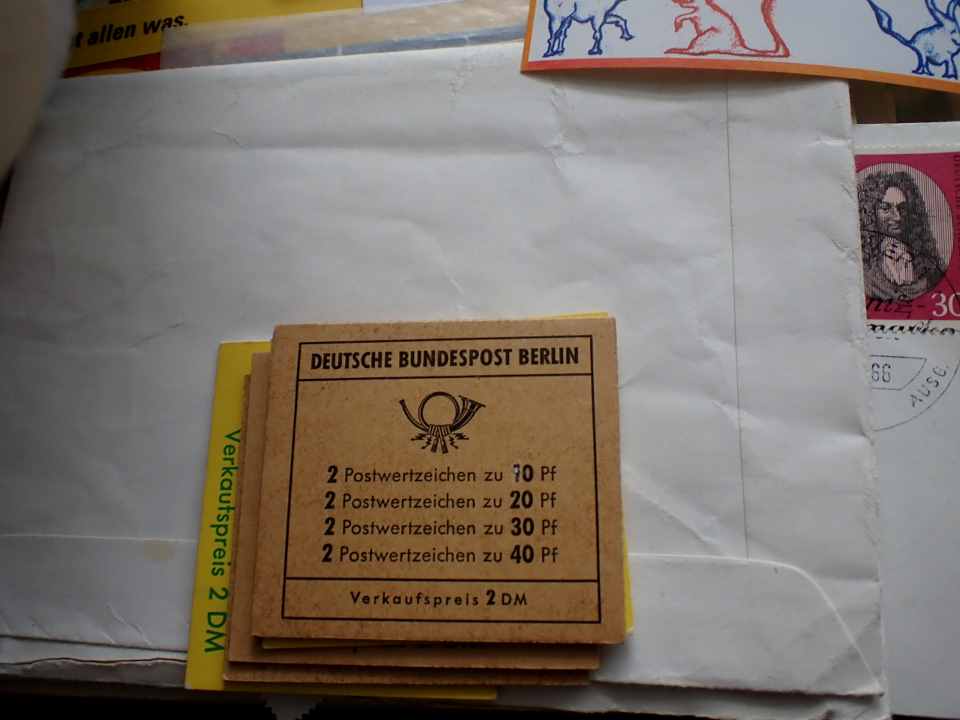 t allen was.
DEUTSCHE BUNDESPOST BERLIN
2 Postwertzeichen zu 10 Pf
2 Postwertzeichen zu 20 Pf
2 Postwertzeichen zu 30 Pf
2 Postwertzeichen zu 40 Pf
Verkaufspreis 2 DM
Verkaufspreis 2 DM
30
66
AUSG.